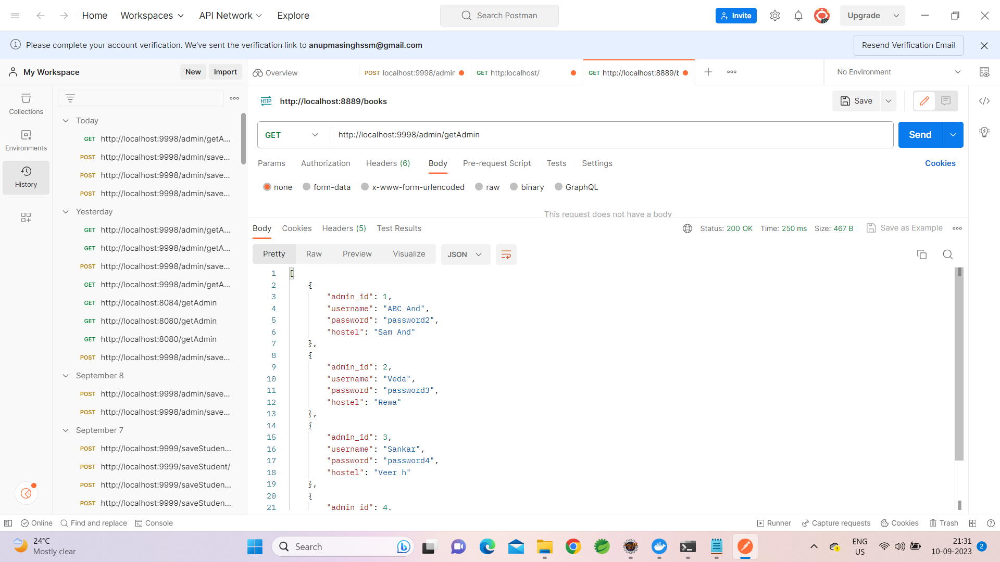 Home Workspaces API Network Explore Search Postman Invite Upgrade
Please complete your account verification. We've sent the verification link to anupmasinghssm@gmail.com Resend Verification Email
My Workspace New Import Overview POST localhost:9998/admin GET http:localhost/ GET http://localhost:8889/b No Environment
Collections
Environments
History
Today
GET http://localhost:9998/admin/getA...
POST http://localhost:9998/admin/save...
POST http://localhost:9998/admin/save...
POST http://localhost:9998/admin/save...
Yesterday
GET http://localhost:9998/admin/getA...
GET http://localhost:9998/admin/getA...
POST http://localhost:9998/admin/save...
GET http://localhost:9998/admin/getA...
GET http://localhost:8084/getAdmin
GET http://localhost:8080/getAdmin
GET http://localhost:8080/getAdmin
POST http://localhost:9998/admin/save...
September 8
POST http://localhost:9998/admin/save...
POST http://localhost:9998/admin/save...
September 7
POST http://localhost:9999/saveStuden...
POST http://localhost:9999/saveStudent/
POST http://localhost:9999/saveStuden...
POST http://localhost:9999/saveStuden...
HTTP http://localhost:8889/books Save
GET http://localhost:9998/admin/getAdmin Send
Params Authorization Headers (6) Body Pre-request Script Tests Settings Cookies
none form-data x-www-form-urlencoded raw binary GraphQL
This request does not have a body
Body Cookies Headers (5) Test Results Status: 200 OK Time: 250 ms Size: 467 B Save as Example
Pretty Raw Preview Visualize JSON
1 [
2 {
3 "admin_id": 1,
4 "username": "ABC And",
5 "password": "password2",
6 "hostel": "Sam And"
7 },
8 {
9 "admin_id": 2,
10 "username": "Veda",
11 "password": "password3",
12 "hostel": "Rewa"
13 },
14 {
15 "admin_id": 3,
16 "username": "Sankar",
17 "password": "password4",
18 "hostel": "Veer h"
19 },
20 {
21 "admin_id": 4,
Online Find and replace Console Runner Capture requests Cookies Trash
24°C
Mostly clear
Search
ENG
US
21:31
10-09-2023
2